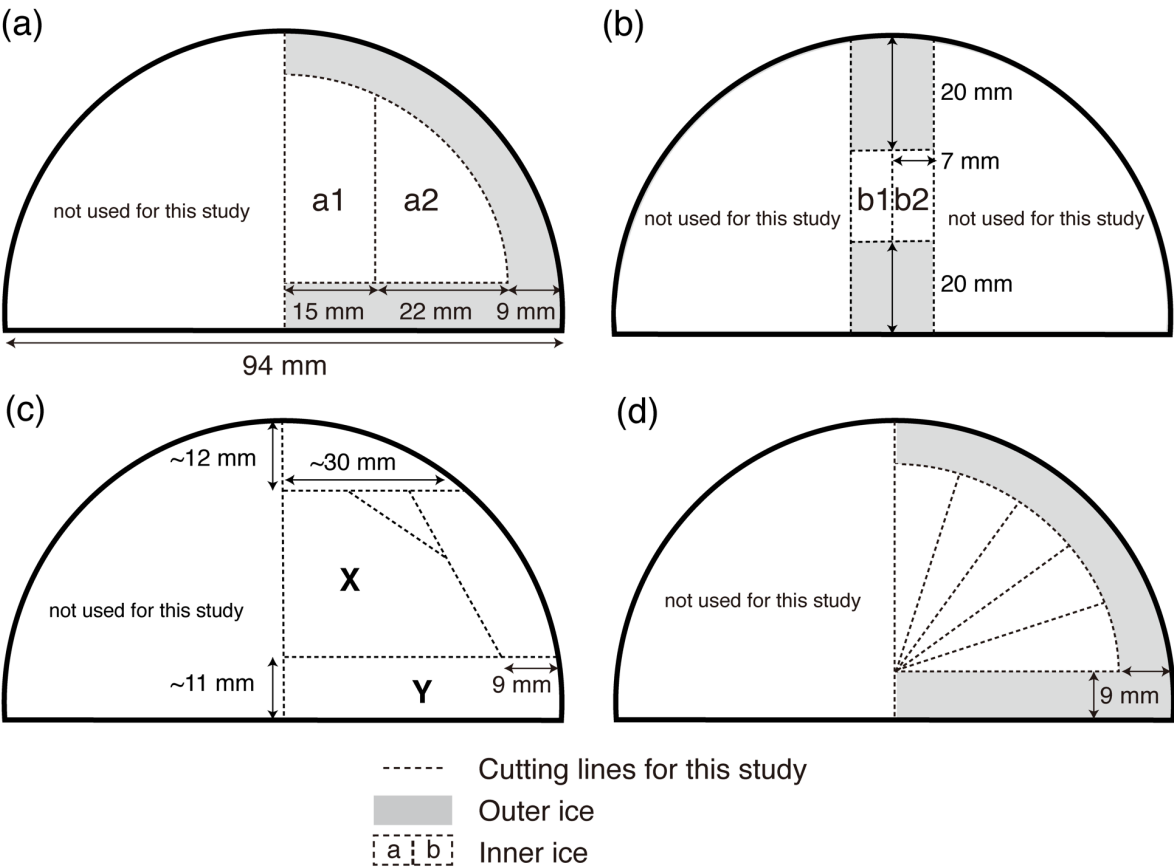 (a)
not used for this study
a1
a2
15 mm
22 mm
9 mm
94 mm
(b)
20 mm
7 mm
b1
b2
not used for this study
not used for this study
20 mm
(c)
~12 mm
~30 mm
X
not used for this study
~11 mm
Y
9 mm
(d)
not used for this study
9 mm
Cutting lines for this study
Outer ice
a b Inner ice